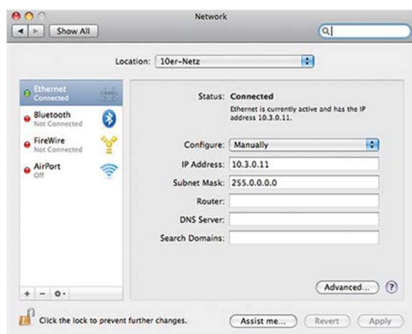 Network
Show All
Location: 10er-Netz
Ethernet
Connected
Bluetooth
Not Connected
FireWire
Not Connected
AirPort
Off
Status: Connected
Ethernet is currently active and has the IP
address 10.3.0.11.
Configure: Manually
IP Address: 10.3.0.11
Subnet Mask: 255.0.0.0
Router:
DNS Server:
Search Domains:
Advanced... ?
+ −
Click the lock to prevent further changes.
Assist me... Revert Apply